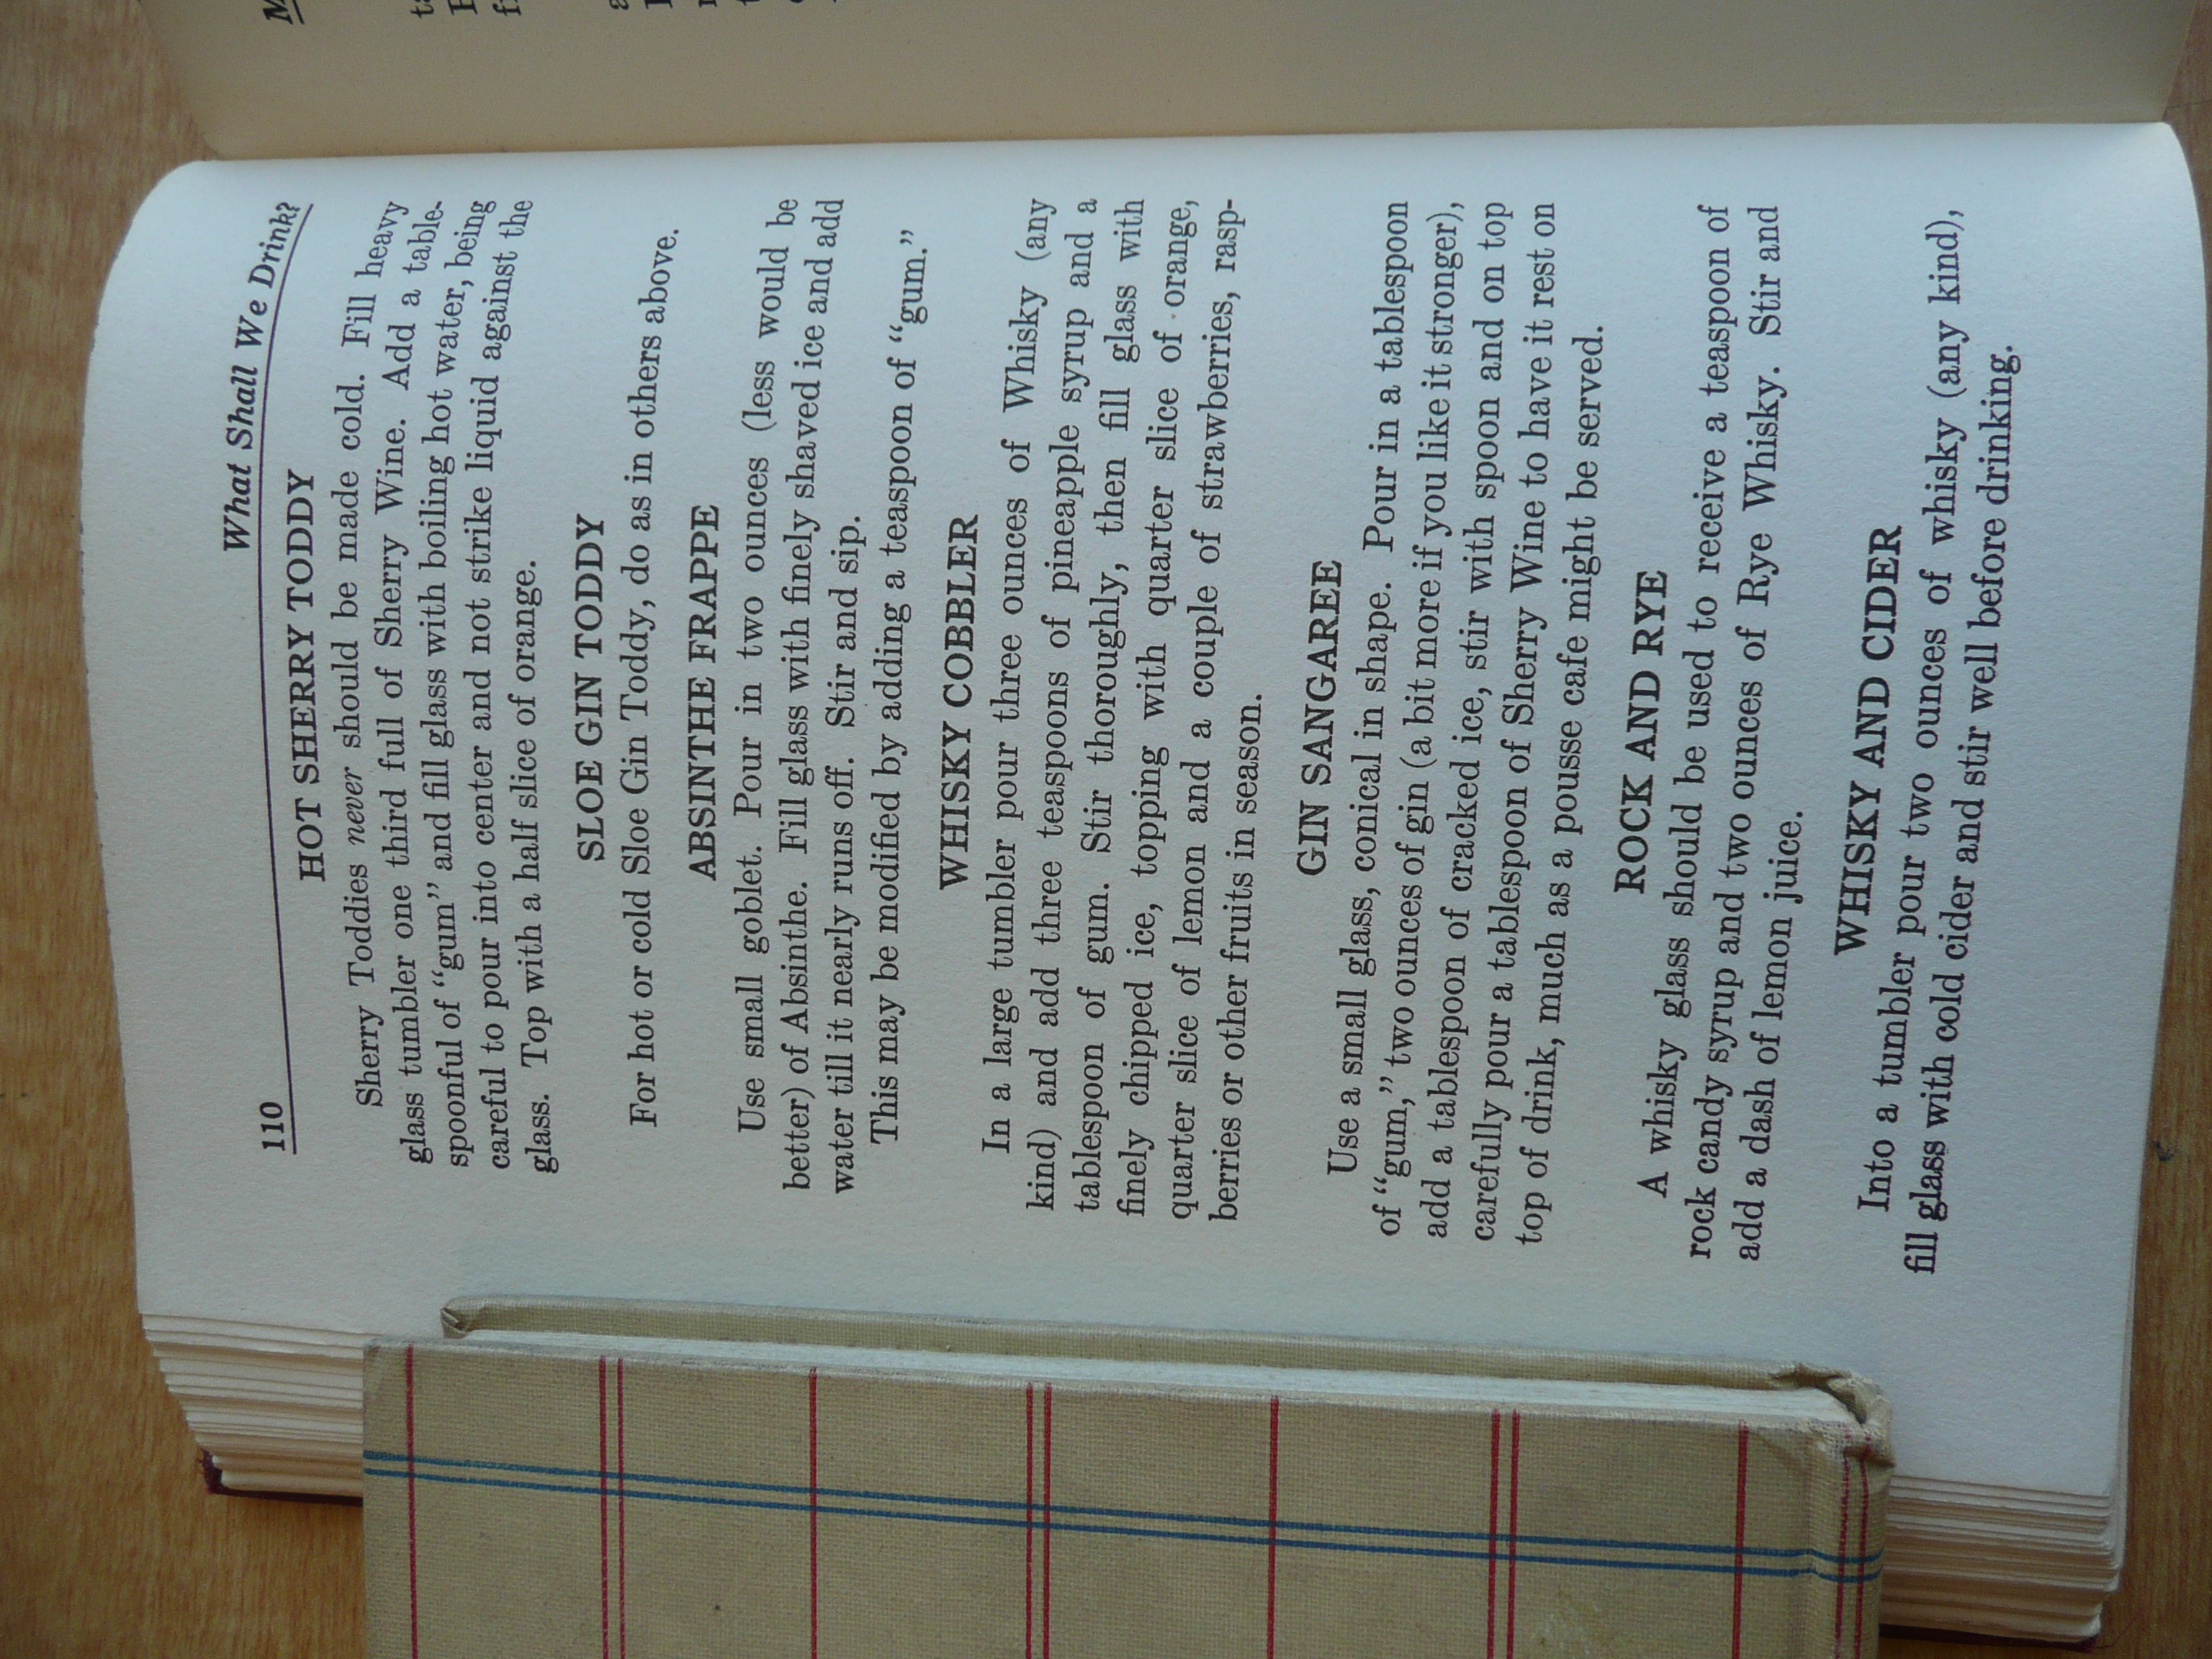 110 What Shall We Drink?
HOT SHERRY TODDY
Sherry Toddies never should be made cold. Fill heavy
glass tumbler one third full of Sherry Wine. Add a table-
spoonful of “gum” and fill glass with boiling hot water, being
careful to pour into center and not strike liquid against the
glass. Top with a half slice of orange.
SLOE GIN TODDY
For hot or cold Sloe Gin Toddy, do as in others above.
ABSINTHE FRAPPE
Use small goblet. Pour in two ounces (less would be
better) of Absinthe. Fill glass with finely shaved ice and add
water till it nearly runs off. Stir and sip.
This may be modified by adding a teaspoon of “gum.”
WHISKY COBBLER
In a large tumbler pour three ounces of Whisky (any
kind) and add three teaspoons of pineapple syrup and a
tablespoon of gum. Stir thoroughly, then fill glass with
finely chipped ice, topping with quarter slice of orange,
quarter slice of lemon and a couple of strawberries, rasp-
berries or other fruits in season.
GIN SANGAREE
Use a small glass, conical in shape. Pour in a tablespoon
of “gum,” two ounces of gin (a bit more if you like it stronger),
add a tablespoon of cracked ice, stir with spoon and on top
carefully pour a tablespoon of Sherry Wine to have it rest on
top of drink, much as a pousse cafe might be served.
ROCK AND RYE
A whisky glass should be used to receive a teaspoon of
rock candy syrup and two ounces of Rye Whisky. Stir and
add a dash of lemon juice.
WHISKY AND CIDER
Into a tumbler pour two ounces of whisky (any kind),
fill glass with cold cider and stir well before drinking.